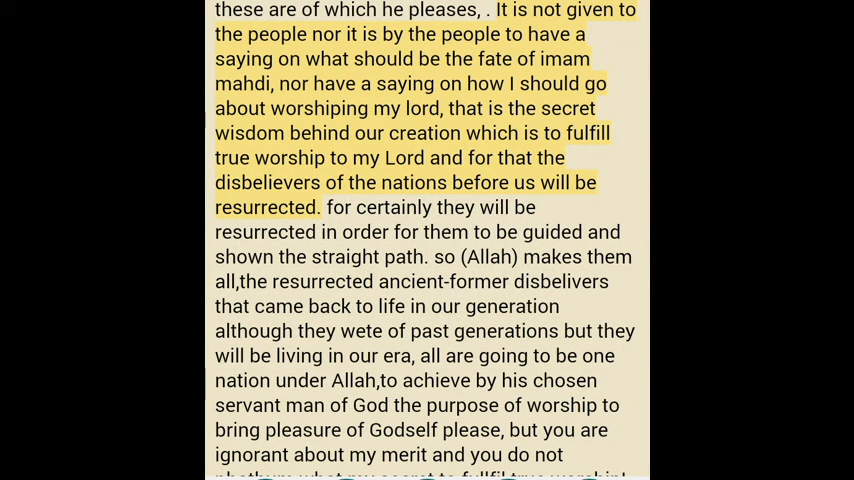 these are of which he pleases, . It is not given to
the people nor it is by the people to have a
saying on what should be the fate of imam
mahdi, nor have a saying on how I should go
about worshiping my lord, that is the secret
wisdom behind our creation which is to fulfill
true worship to my Lord and for that the
disbelievers of the nations before us will be
resurrected. for certainly they will be
resurrected in order for them to be guided and
shown the straight path. so (Allah) makes them
all,the resurrected ancient-former disbelivers
that came back to life in our generation
although they wete of past generations but they
will be living in our era, all are going to be one
nation under Allah,to achieve by his chosen
servant man of God the purpose of worship to
bring pleasure of Godself please, but you are
ignorant about my merit and you do not
what my secret to fullfil true worship!